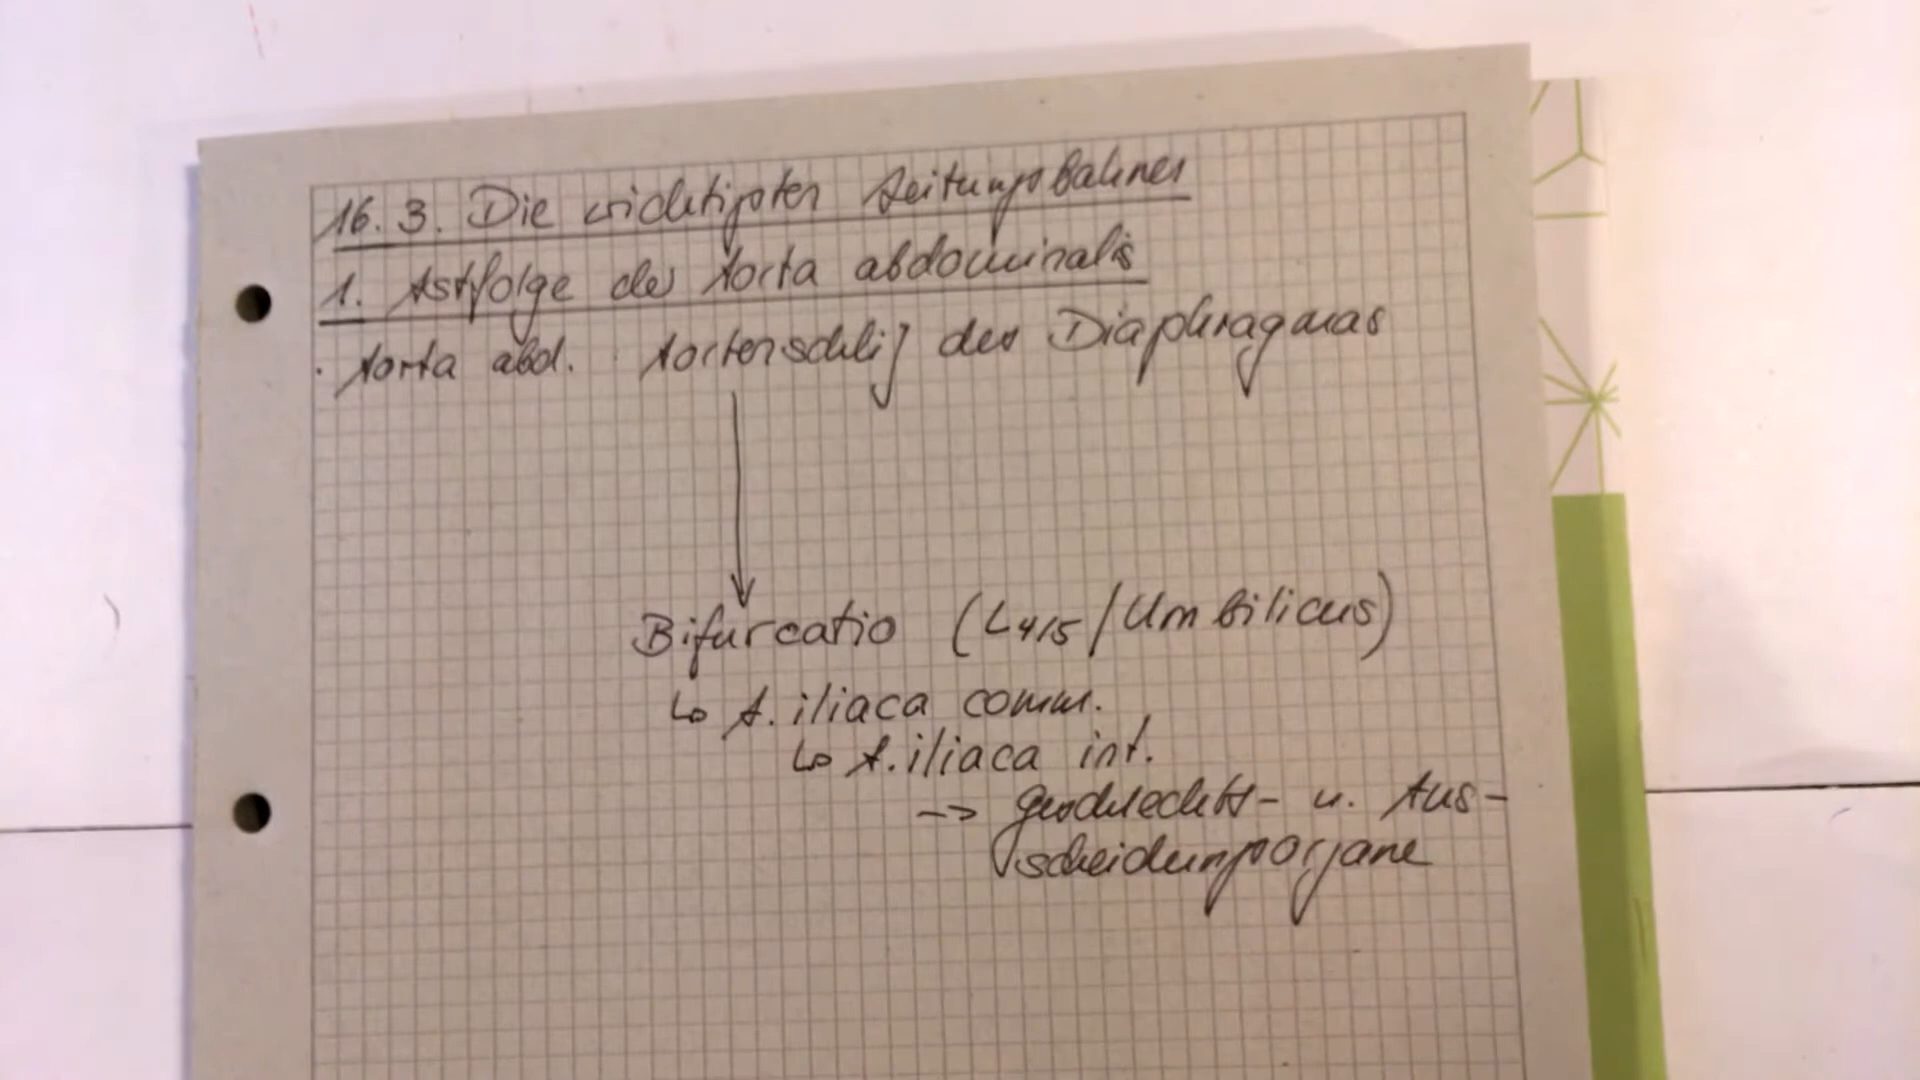 16.3. Die wichtigsten Leitungsbahnen
1. Astfolge der Aorta abdominalis
· Aorta abd. Aortenschlitz des Diaphragmas
Bifurcatio (L4/5/Umbilicus)
↳ A. iliaca comm.
↳ A. iliaca int.
-> Geschlechts- u. Aus-
scheidungsorgane